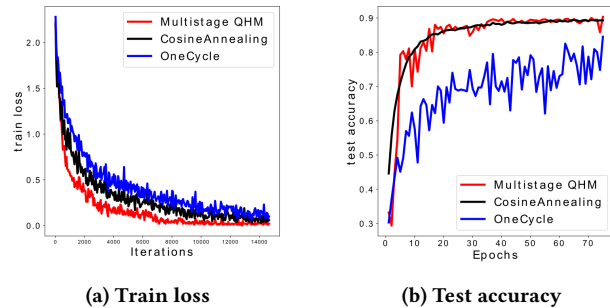 Multistage QHM
CosineAnnealing
OneCycle
train loss
2.0
1.5
1.0
0.5
0.0
0 2000 4000 6000 8000 10000 12000 14000
Iterations
(a) Train loss
test accuracy
0.9
0.8
0.7
0.6
0.5
0.4
0.3
Multistage QHM
CosineAnnealing
OneCycle
0 10 20 30 40 50 60 70
Epochs
(b) Test accuracy